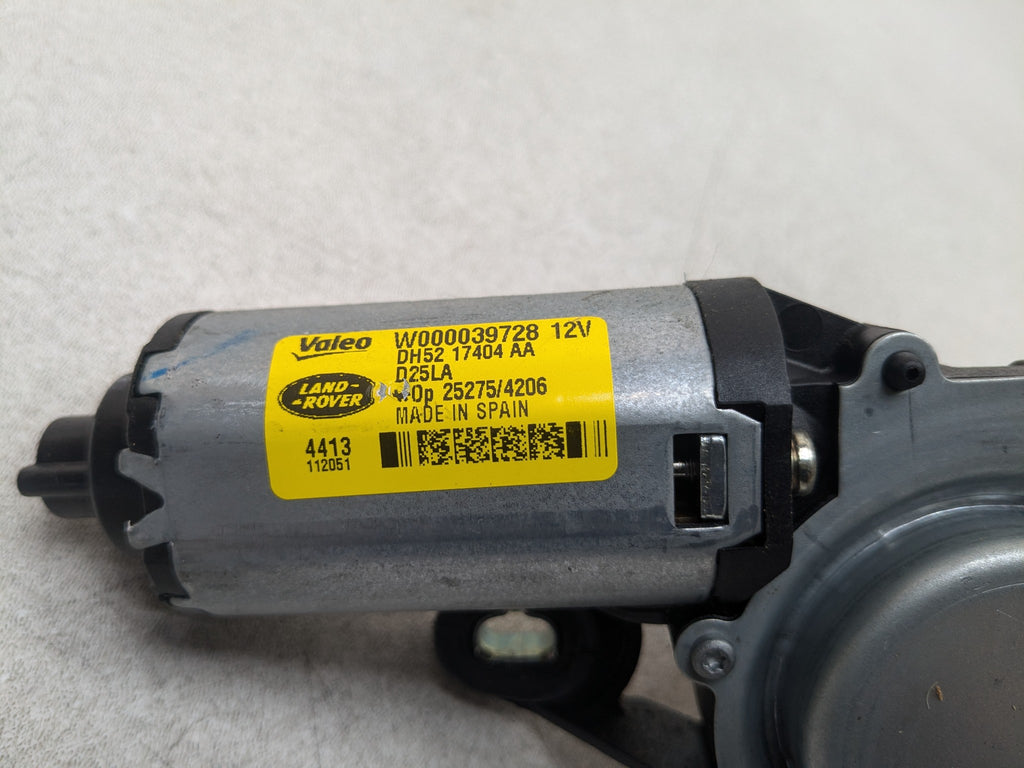 Valeo W000039728 12V
DH52 17404 AA
D25LA
LAND-
-ROVER
25275/4206
MADE IN SPAIN
4413
112051